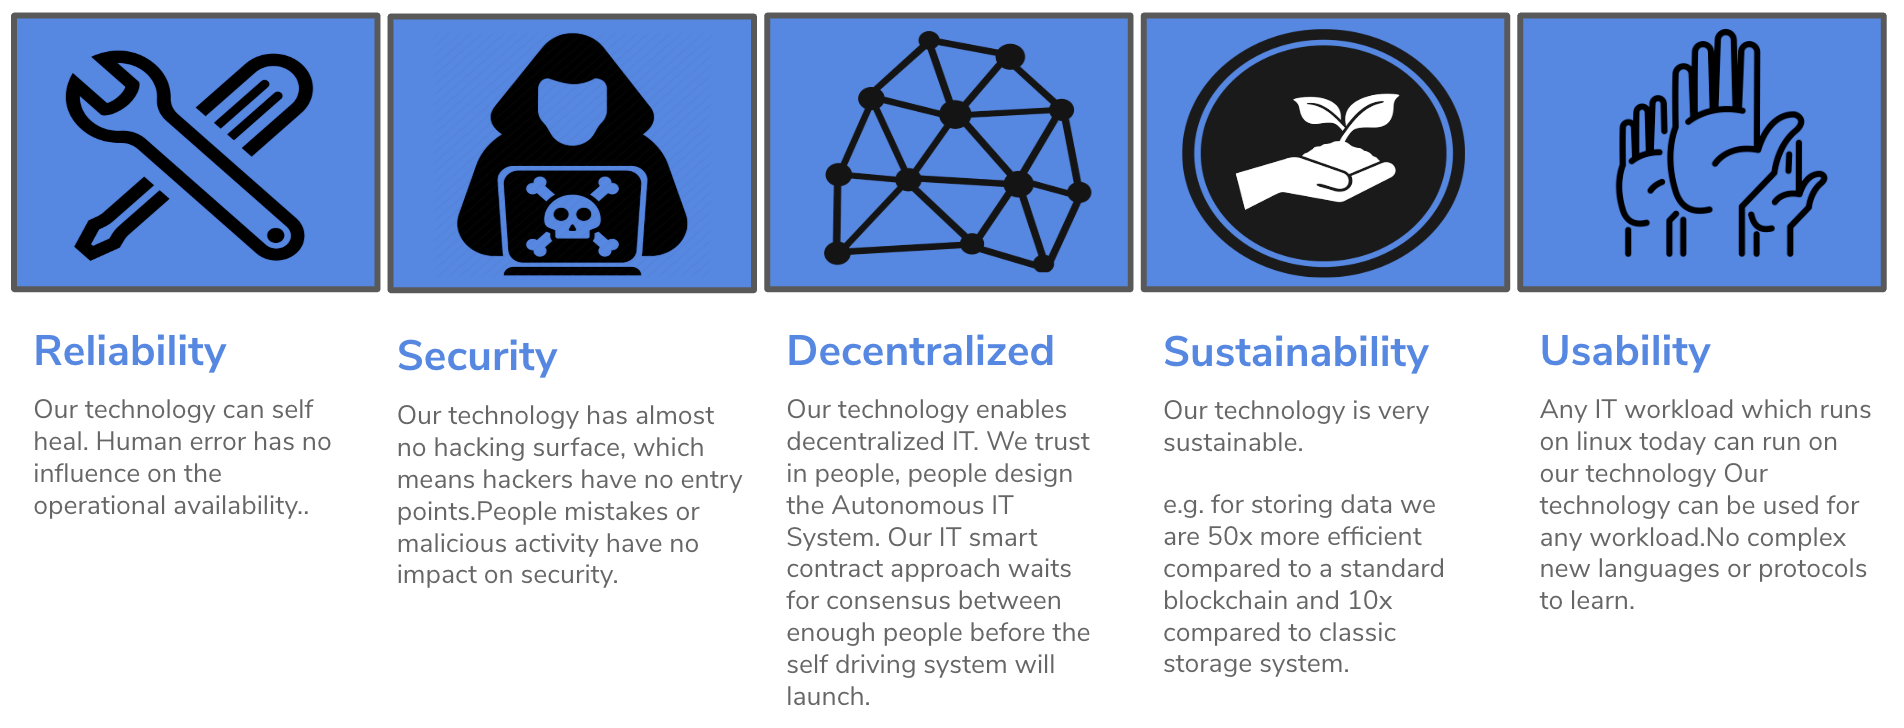 Reliability
Our technology can self
heal. Human error has no
influence on the
operational availability..
Security
Our technology has almost
no hacking surface, which
means hackers have no entry
points.People mistakes or
malicious activity have no
impact on security.
Decentralized
Our technology enables
decentralized IT. We trust
in people, people design
the Autonomous IT
System. Our IT smart
contract approach waits
for consensus between
enough people before the
self driving system will
launch.
Sustainability
Our technology is very
sustainable.
e.g. for storing data we
are 50x more efficient
compared to a standard
blockchain and 10x
compared to classic
storage system.
Usability
Any IT workload which runs
on linux today can run on
our technology Our
technology can be used for
any workload.No complex
new languages or protocols
to learn.